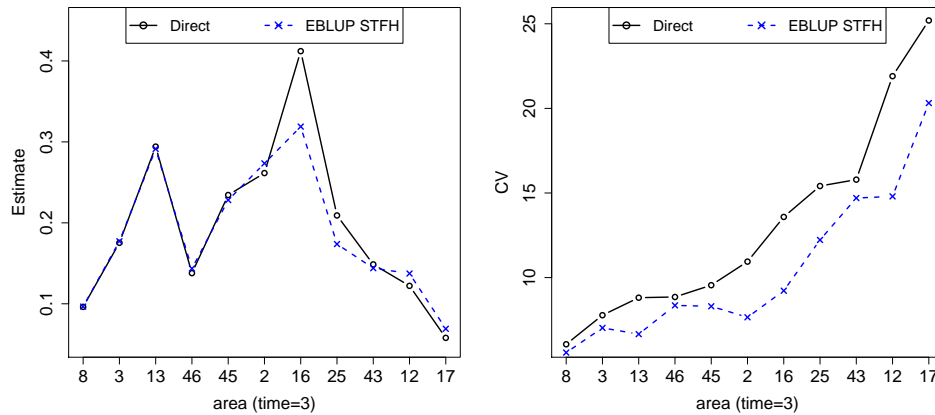 Direct EBLUP STFH
Estimate
0.4
0.3
0.2
0.1
8 3 13 46 45 2 16 25 43 12 17
area (time=3)
Direct EBLUP STFH
CV
25
20
15
10
8 3 13 46 45 2 16 25 43 12 17
area (time=3)